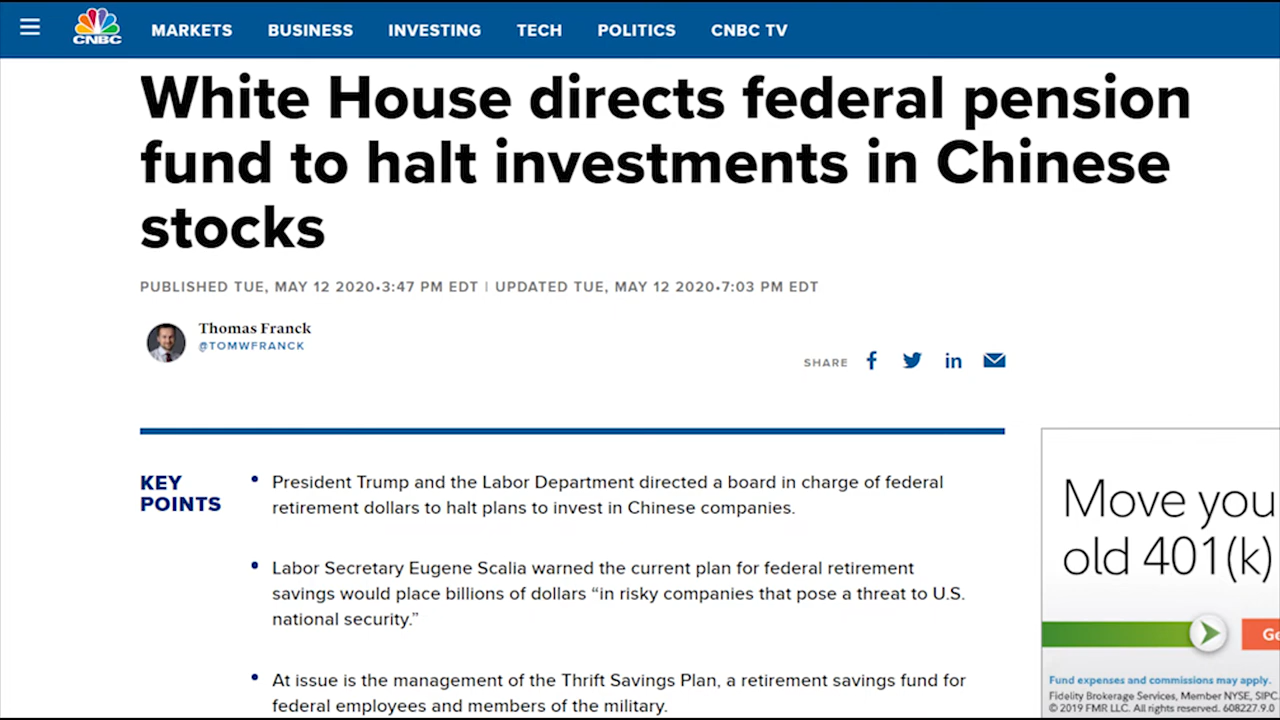 CNBC
MARKETS BUSINESS INVESTING TECH POLITICS CNBC TV
White House directs federal pension
fund to halt investments in Chinese
stocks
PUBLISHED TUE, MAY 12 2020•3:47 PM EDT | UPDATED TUE, MAY 12 2020•7:03 PM EDT
Thomas Franck
@TOMWFRANCK
SHARE
KEY
POINTS
• President Trump and the Labor Department directed a board in charge of federal
retirement dollars to halt plans to invest in Chinese companies.
• Labor Secretary Eugene Scalia warned the current plan for federal retirement
savings would place billions of dollars “in risky companies that pose a threat to U.S.
national security.”
• At issue is the management of the Thrift Savings Plan, a retirement savings fund for
federal employees and members of the military.
Move you
old 401(k)
Ge
Fund expenses and commissions may apply.
Fidelity Brokerage Services, Member NYSE, SIPC.
© 2019 FMR LLC. All rights reserved. 608227.9.0